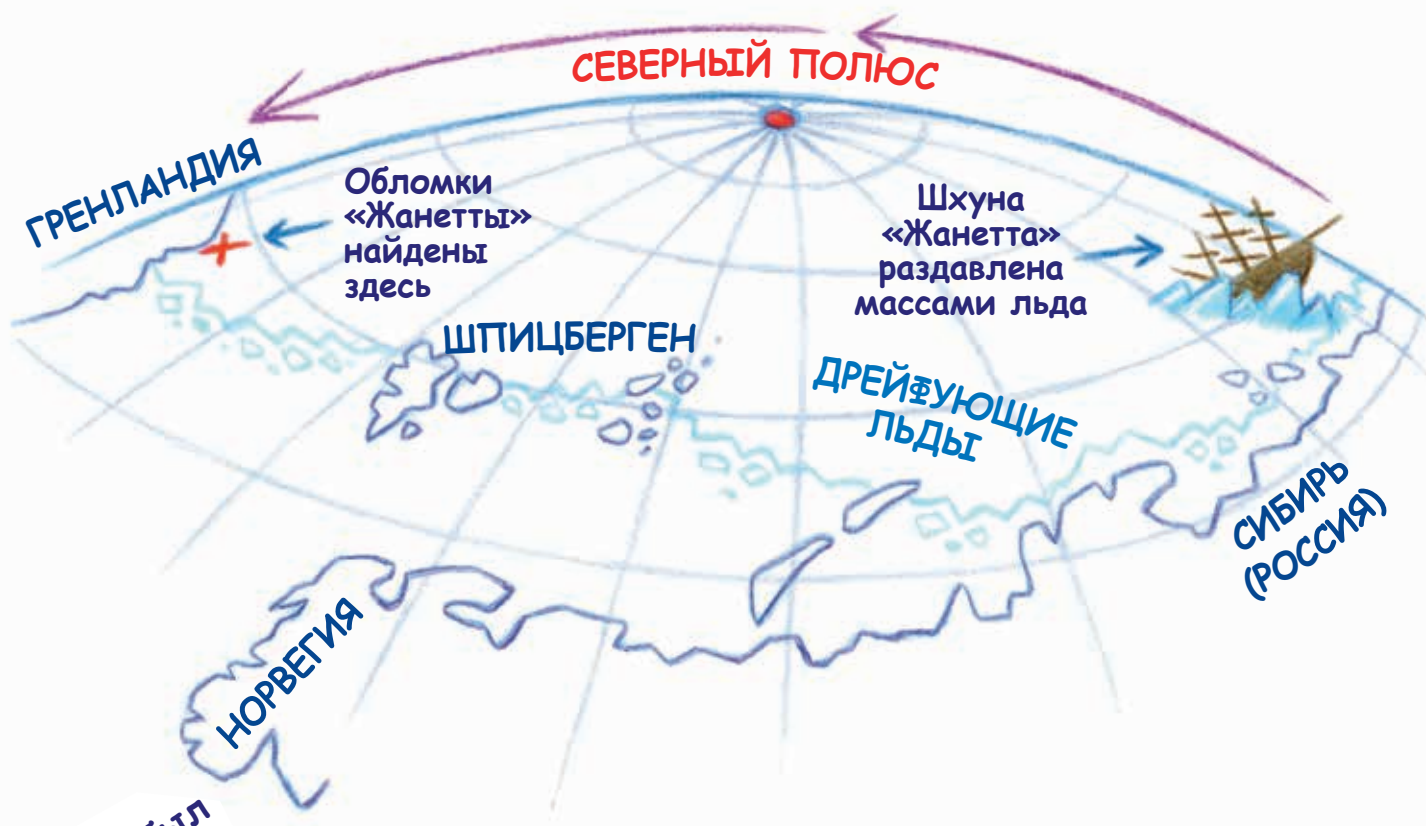 СЕВЕРНЫЙ ПОЛЮС
ГРЕНЛАНДИЯ
Обломки
«Жанетты»
найдены
здесь
Шхуна
«Жанетта»
раздавлена
массами льда
ШПИЦБЕРГЕН
ДРЕЙФУЮЩИЕ
ЛЬДЫ
СИБИРЬ
(РОССИЯ)
НОРВЕГИЯ